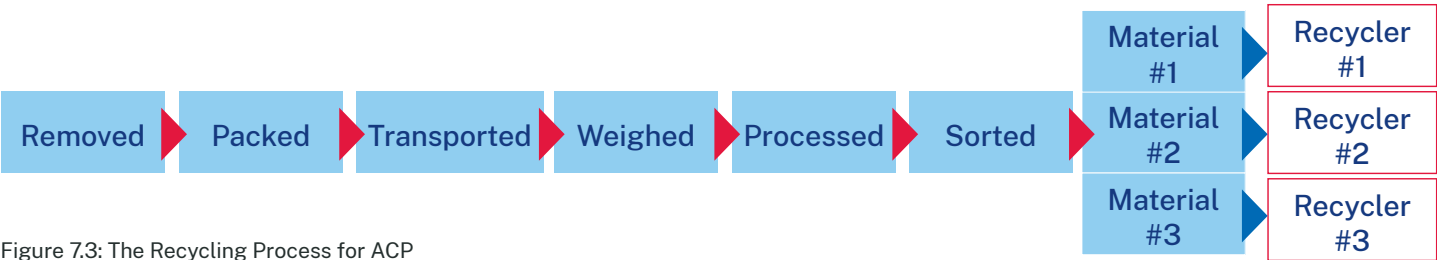 Removed
Packed
Transported
Weighed
Processed
Sorted
Material
#1
Recycler
#1
Material
#2
Recycler
#2
Material
#3
Recycler
#3
Figure 7.3: The Recycling Process for ACP